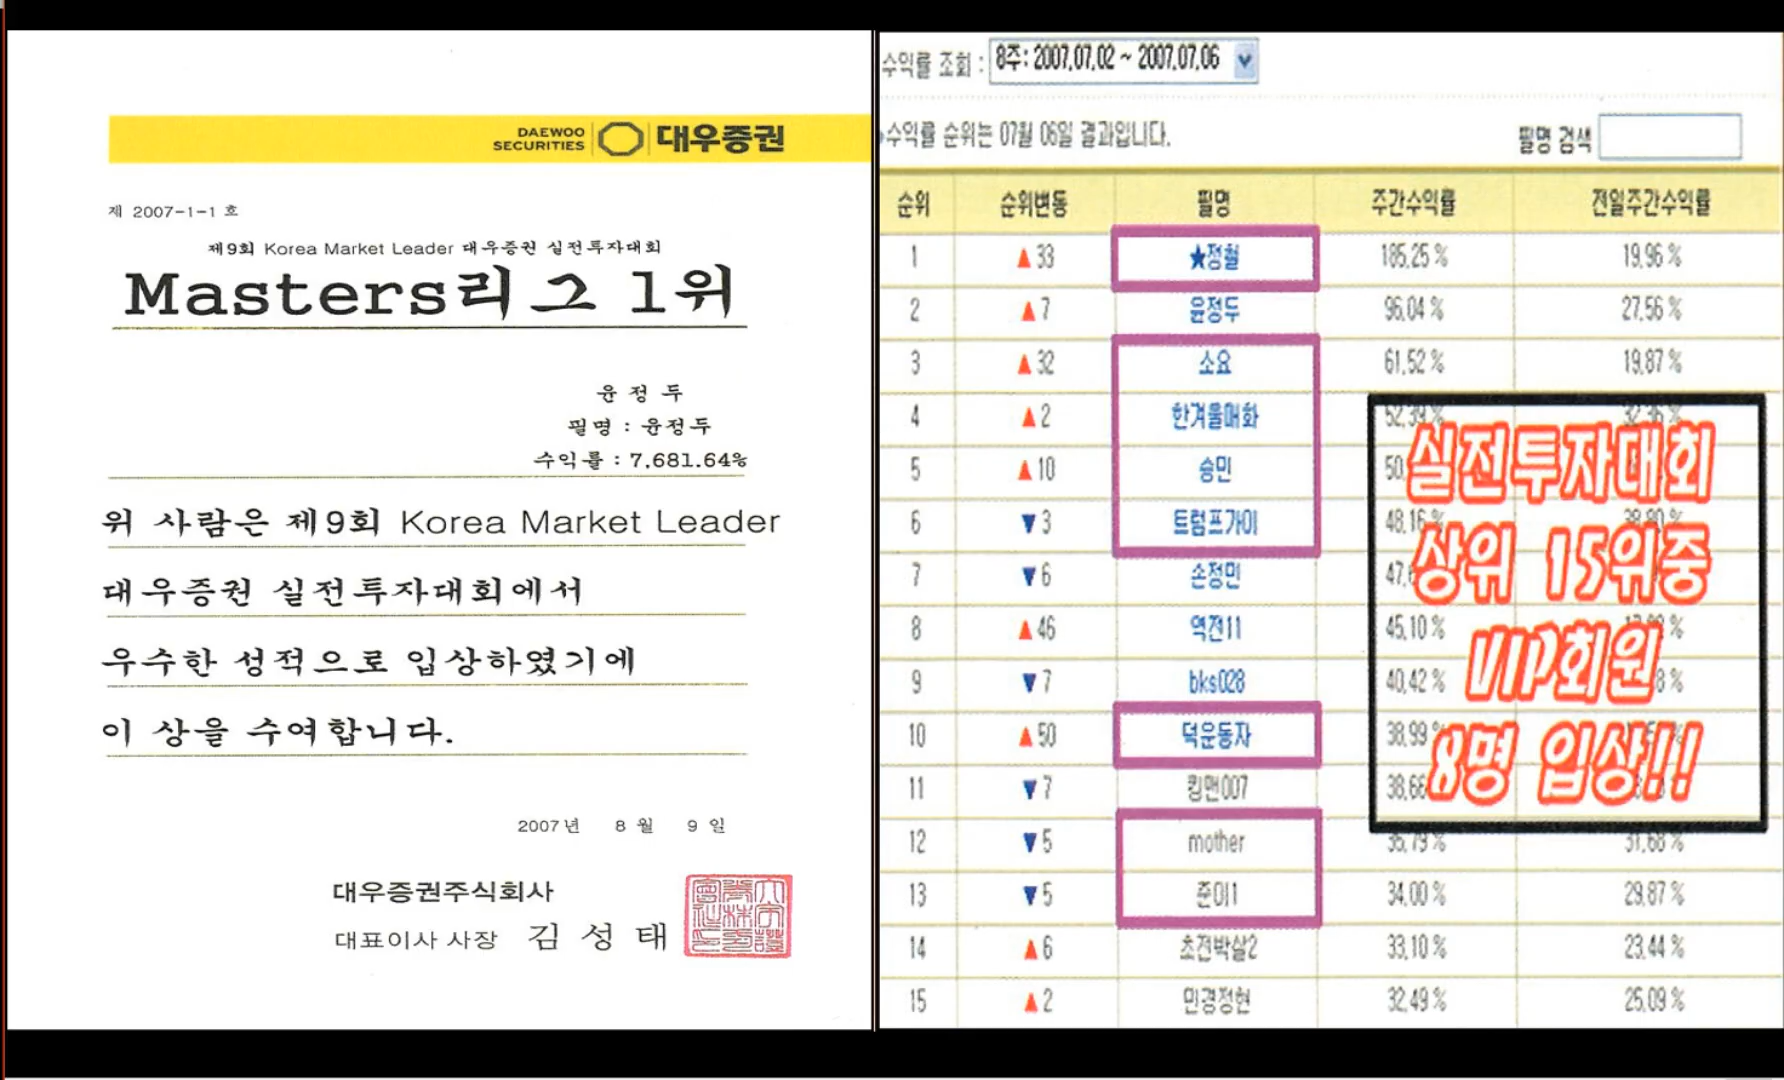 DAEWOO
SECURITIES
대우증권
제 2007-1-1 호
제9회 Korea Market Leader 대우증권 실전투자대회
Masters리그 1위
윤 정 두
필명 : 윤정두
수익률 : 7,681.64%
위 사람은 제9회 Korea Market Leader
대우증권 실전투자대회에서
우수한 성적으로 입상하였기에
이 상을 수여합니다.
2007년 8 월 9 일
대우증권주식회사
대표이사 사장 김 성 태
수익률 조회 : 8주: 2007.07.02 ~ 2007.07.06
수익률 순위는 07월 06일 결과입니다.
필명 검색
순위 순위변동 필명 주간수익률 전일주간수익률
1 ▲33 ★정철 185.25 % 19.96 %
2 ▲7 윤정두 96.04 % 27.56 %
3 ▲32 소요 61.52 % 19.87 %
4 ▲2 한겨울매화 52.39 %
5 ▲10 승민 50
6 ▼3 트럼프가이 48.16 %
7 ▼6 손정민 47
8 ▲46 역전11 45.10 %
9 ▼7 bks028 40.42 %
10 ▲50 덕운동자 38.99
11 ▼7 킹맨007 38.66
12 ▼5 mother 35.79 % 31.68 %
13 ▼5 준이1 34.00 % 29.87 %
14 ▲6 초전박살2 33.10 % 23.44 %
15 ▲2 민경정현 32.49 % 25.09 %
실전투자대회
상위 15위중
VIP회원
8명 입상!!